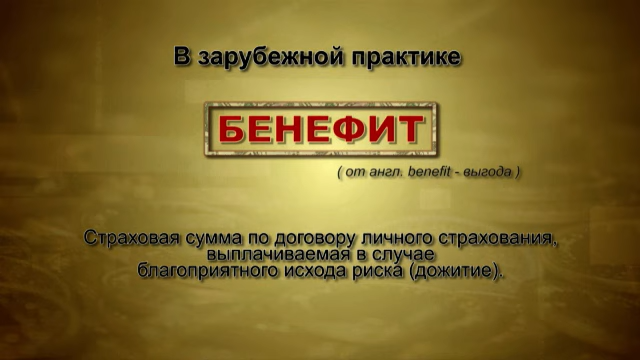 В зарубежной практике
БЕНЕФИТ
( от англ. benefit - выгода )
Страховая сумма по договору личного страхования,
выплачиваемая в случае
благоприятного исхода риска (дожитие).